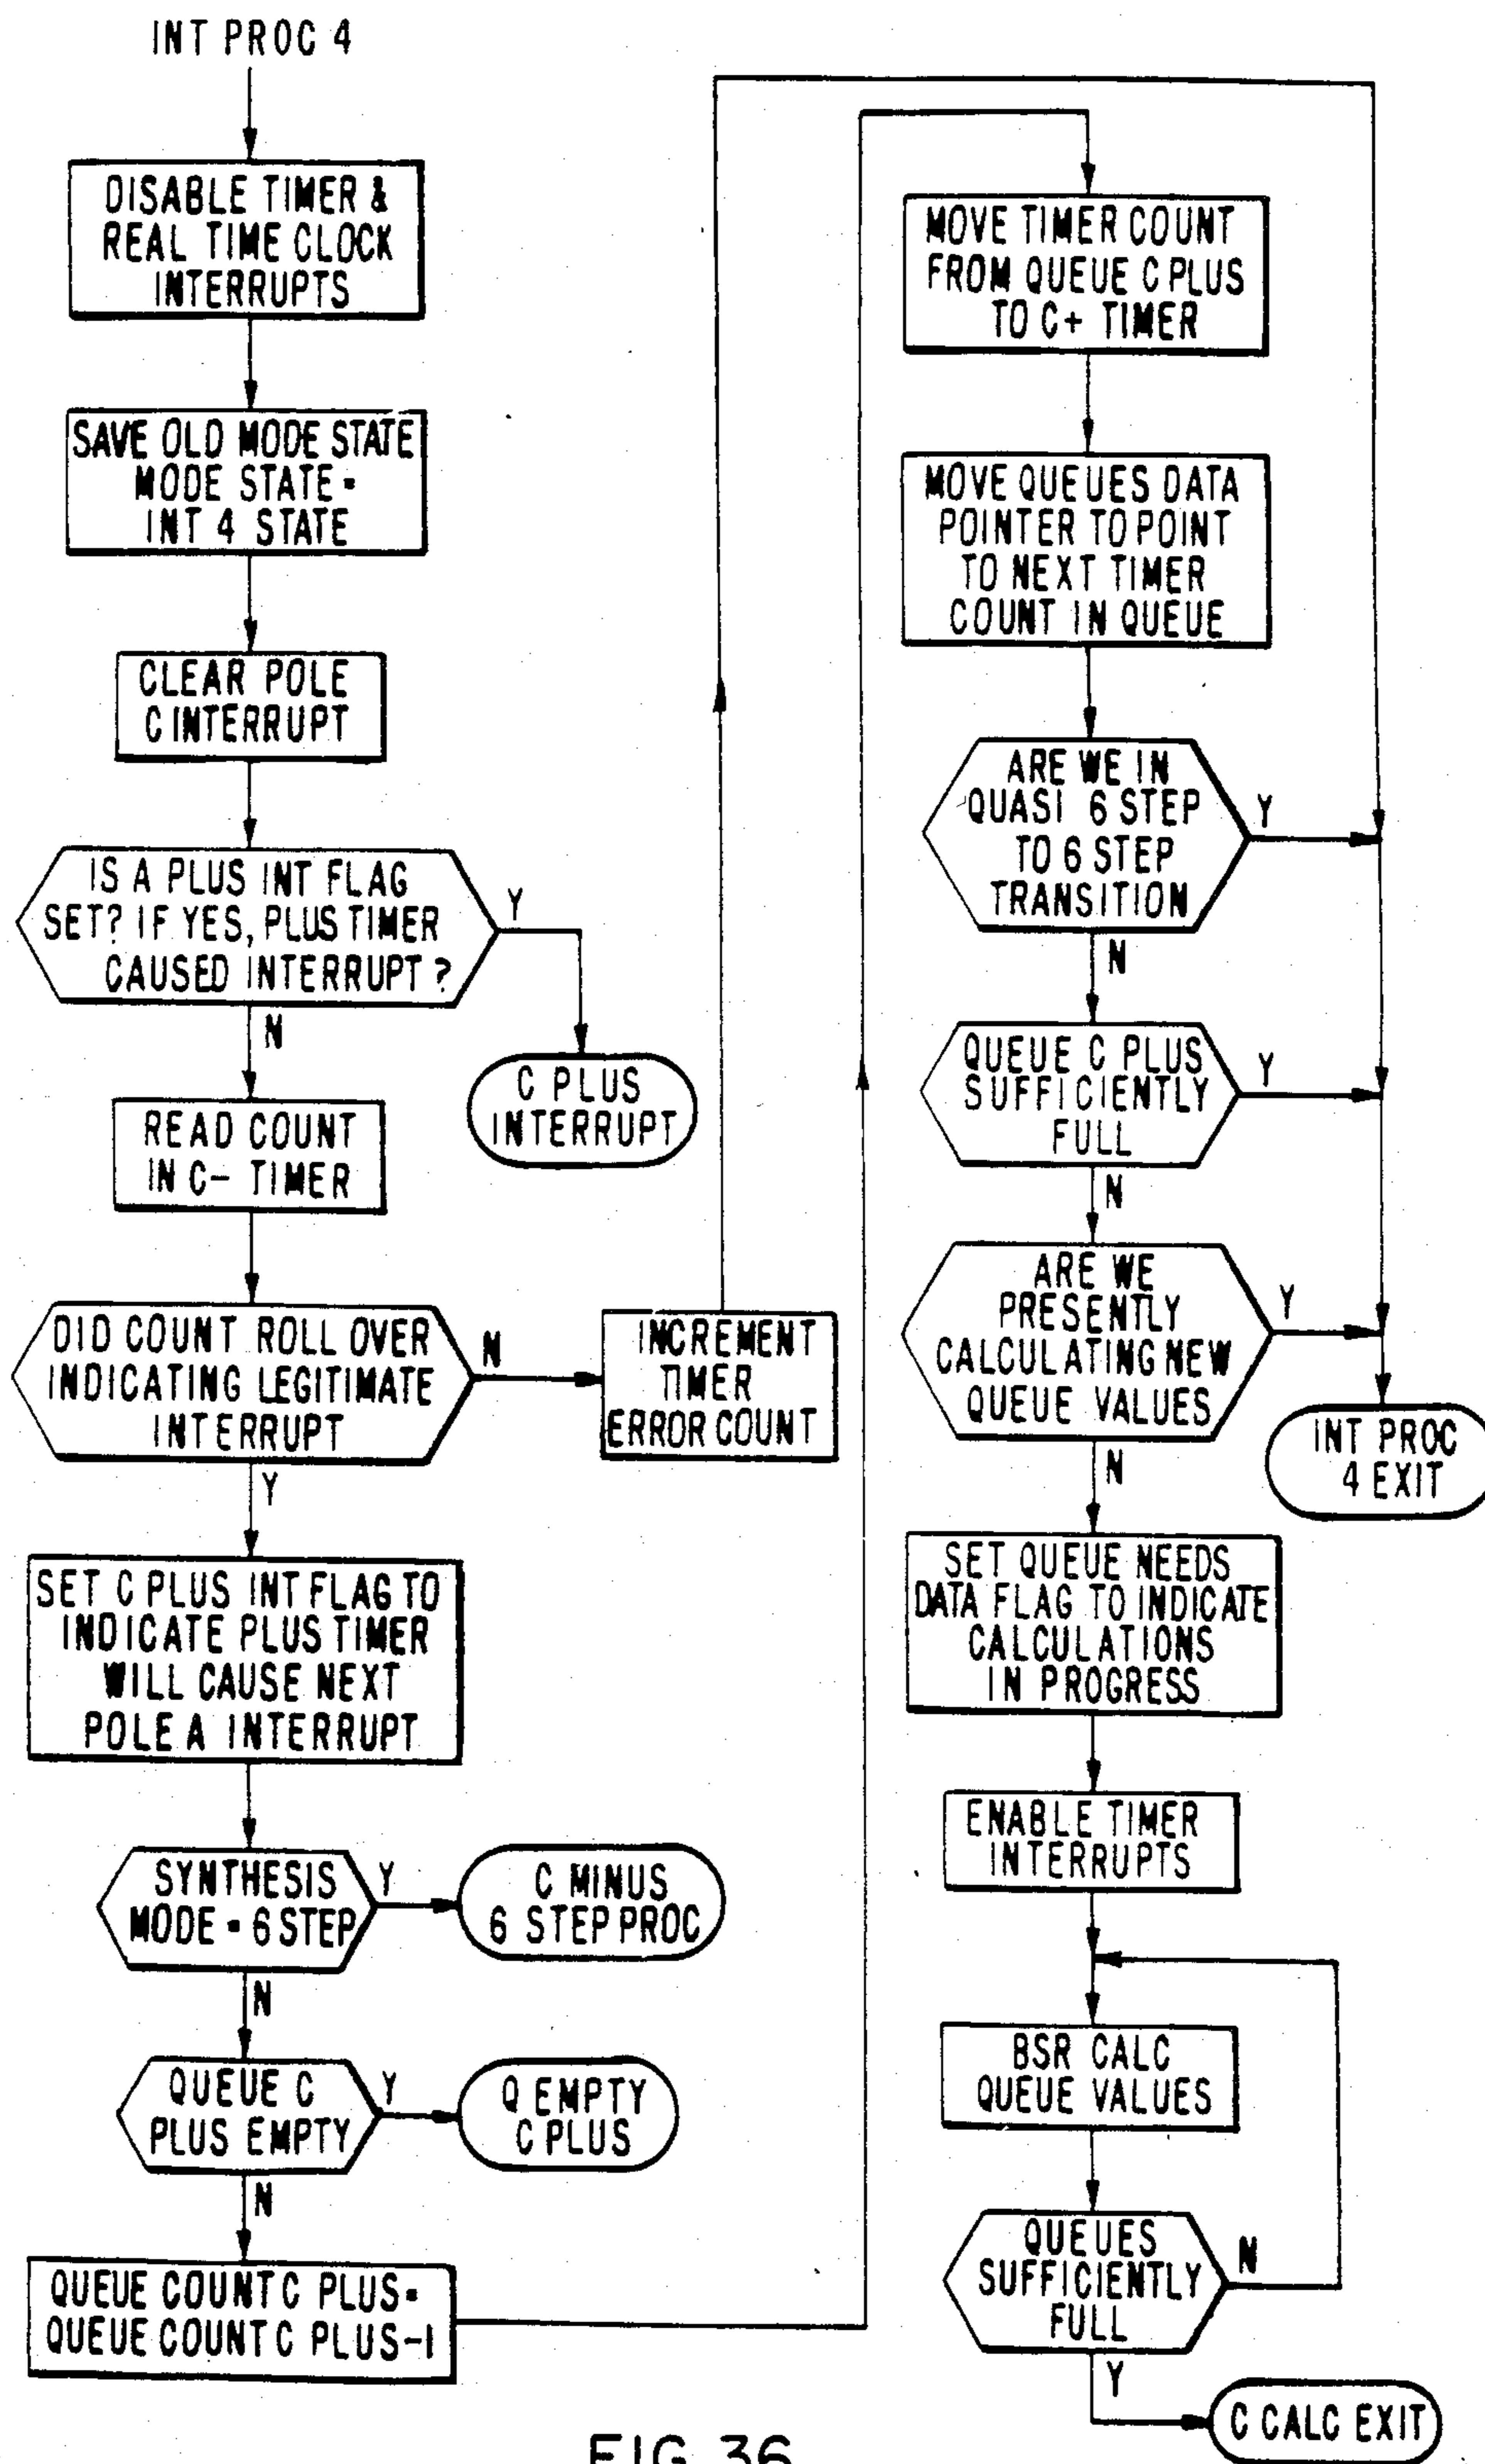 INT PROC 4
DISABLE TIMER &
REAL TIME CLOCK
INTERRUPTS
SAVE OLD MODE STATE
MODE STATE=
INT 4 STATE
CLEAR POLE
C INTERRUPT
IS A PLUS INT FLAG
SET? IF YES, PLUS TIMER
CAUSED INTERRUPT?
Y
N
C PLUS
INTERRUPT
READ COUNT
IN C- TIMER
DID COUNT ROLL OVER
INDICATING LEGITIMATE
INTERRUPT
N
Y
INCREMENT
TIMER
ERROR COUNT
SET C PLUS INT FLAG TO
INDICATE PLUS TIMER
WILL CAUSE NEXT
POLE A INTERRUPT
SYNTHESIS
MODE = 6 STEP
Y
N
C MINUS
6 STEP PROC
QUEUE C
PLUS EMPTY
Y
N
Q EMPTY
C PLUS
QUEUE COUNT C PLUS=
QUEUE COUNT C PLUS-1
MOVE TIMER COUNT
FROM QUEUE C PLUS
TO C+ TIMER
MOVE QUEUES DATA
POINTER TO POINT
TO NEXT TIMER
COUNT IN QUEUE
ARE WE IN
QUASI 6 STEP
TO 6 STEP
TRANSITION
Y
N
QUEUE C PLUS
SUFFICIENTLY
FULL
Y
N
ARE WE
PRESENTLY
CALCULATING NEW
QUEUE VALUES
Y
N
INT PROC
4 EXIT
SET QUEUE NEEDS
DATA FLAG TO INDICATE
CALCULATIONS
IN PROGRESS
ENABLE TIMER
INTERRUPTS
BSR CALC
QUEUE VALUES
QUEUES
SUFFICIENTLY
FULL
N
Y
C CALC EXIT
FIG. 36